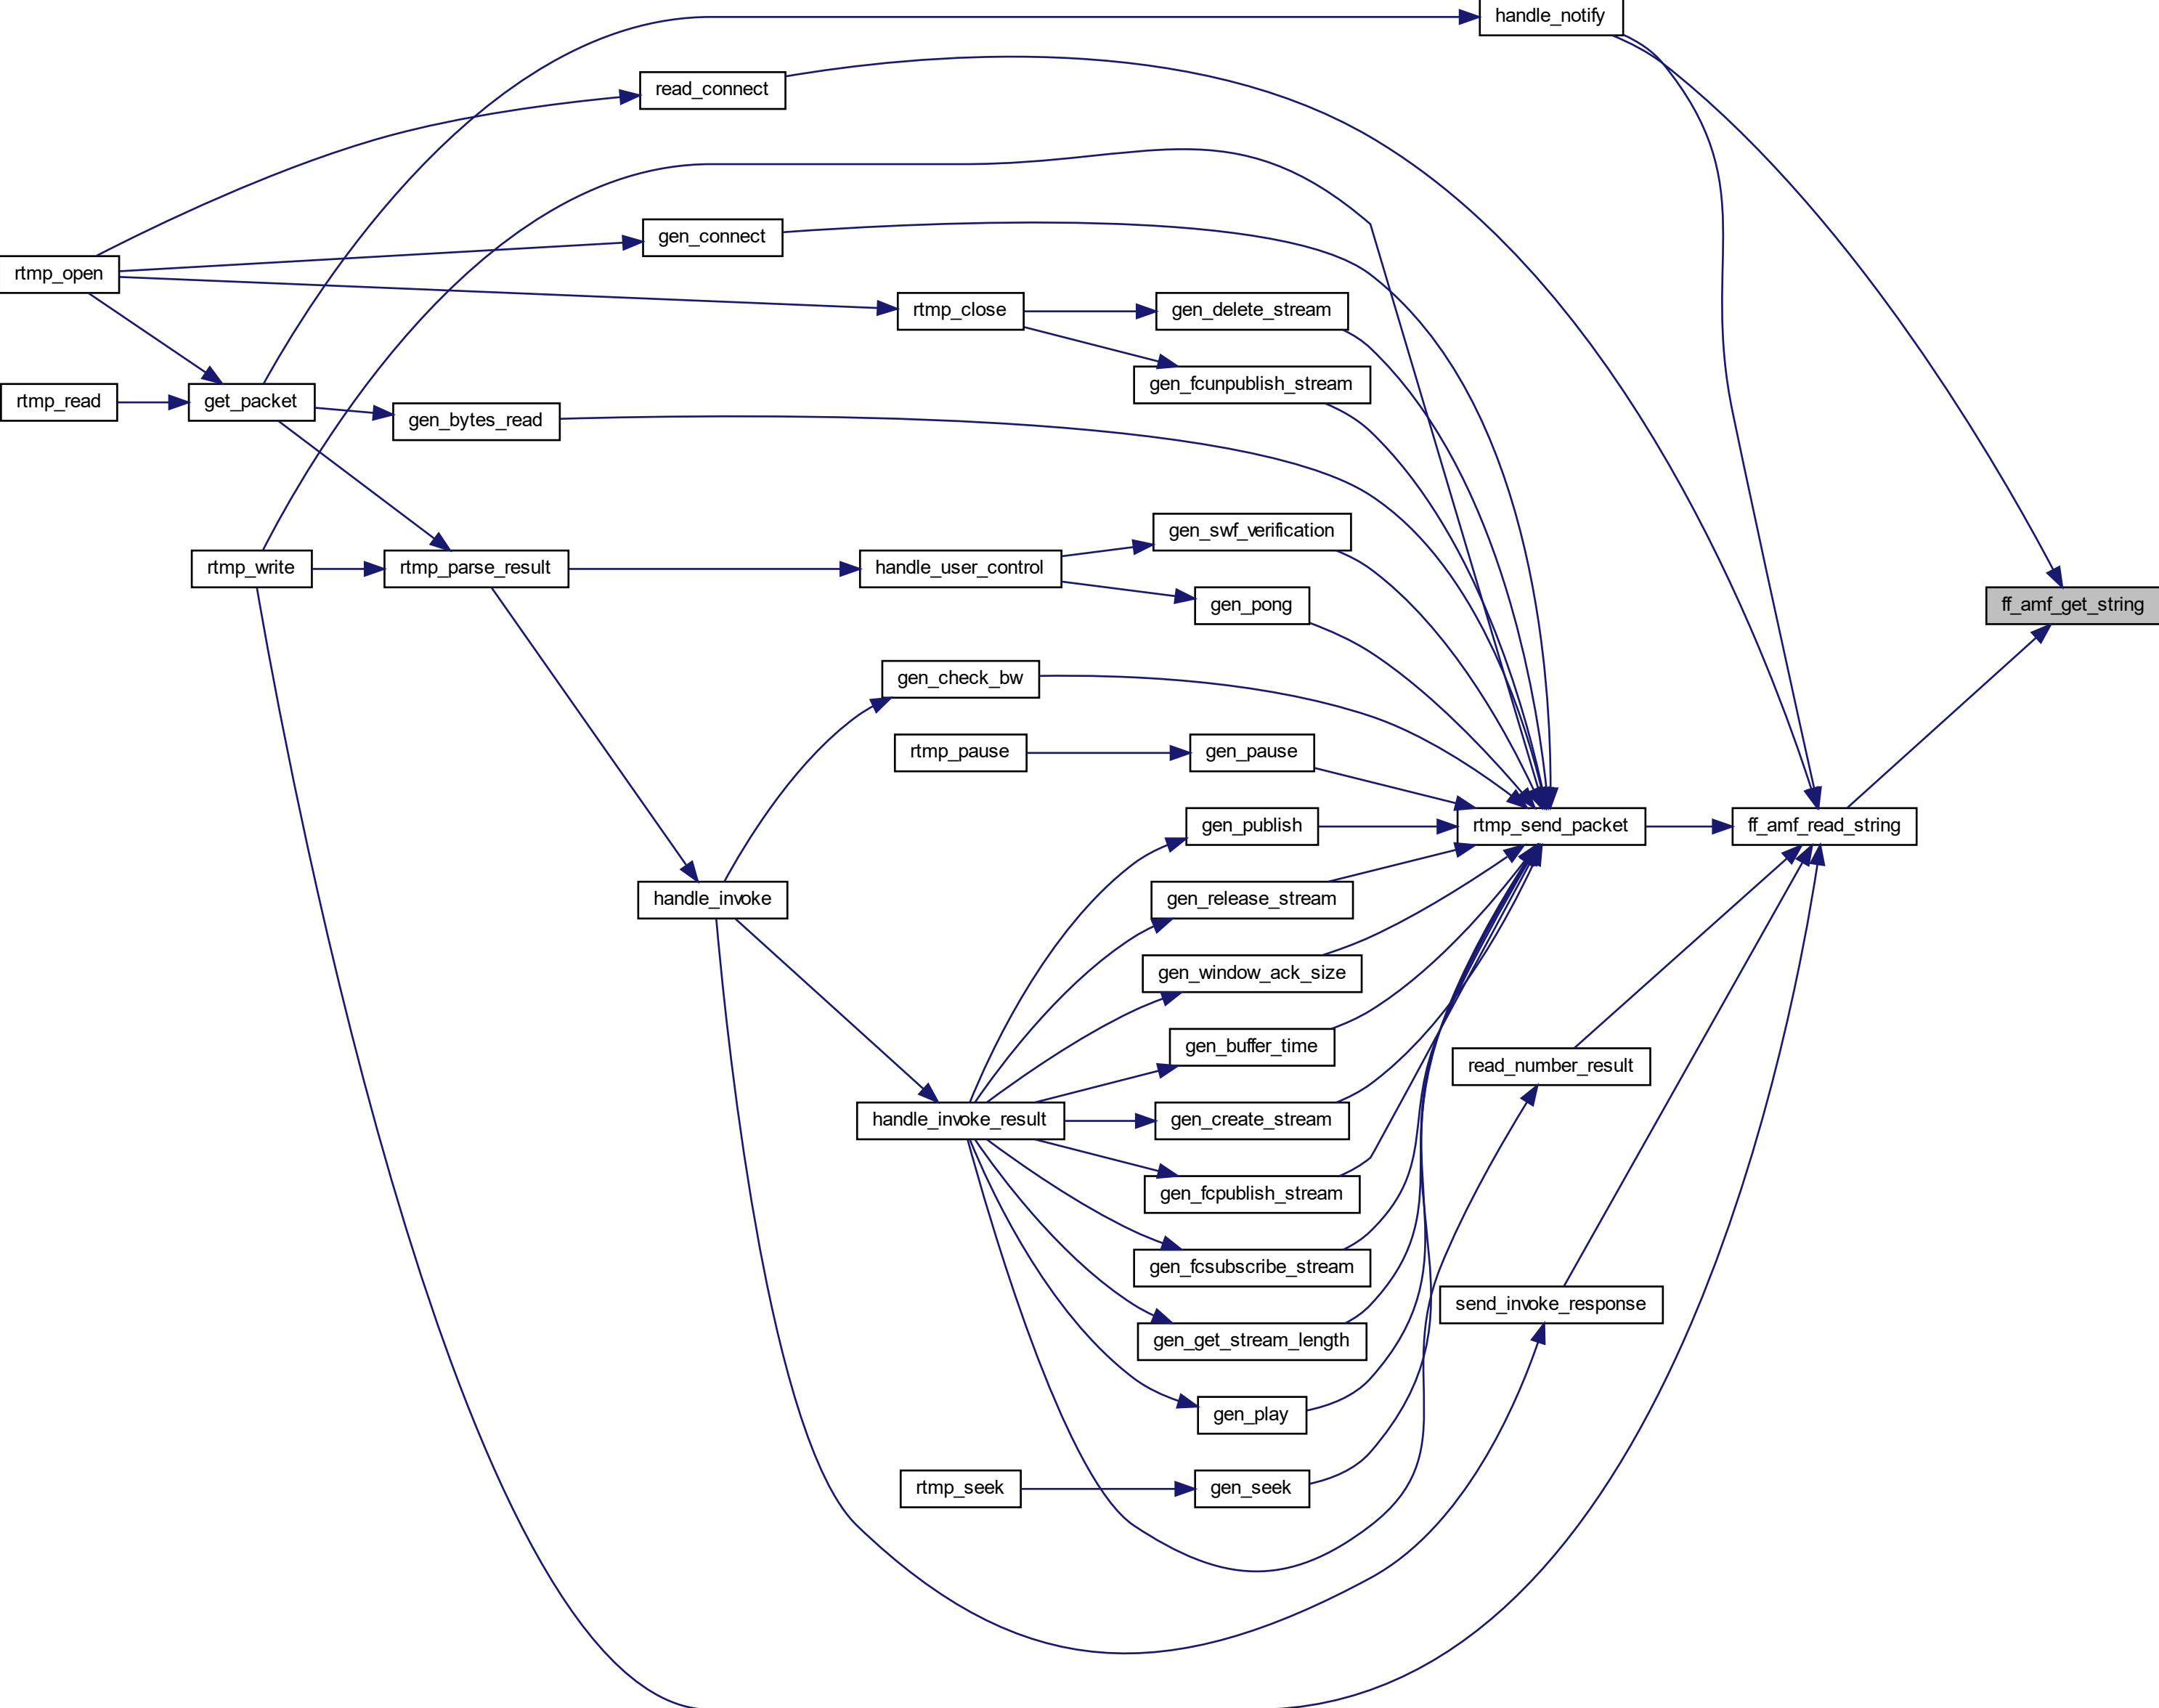 handle_notify
read_connect
gen_connect
rtmp_open
rtmp_close
gen_delete_stream
gen_fcunpublish_stream
rtmp_read
get_packet
gen_bytes_read
gen_swf_verification
rtmp_write
rtmp_parse_result
handle_user_control
gen_pong
ff_amf_get_string
gen_check_bw
rtmp_pause
gen_pause
gen_publish
rtmp_send_packet
ff_amf_read_string
handle_invoke
gen_release_stream
gen_window_ack_size
gen_buffer_time
read_number_result
handle_invoke_result
gen_create_stream
gen_fcpublish_stream
gen_fcsubscribe_stream
send_invoke_response
gen_get_stream_length
gen_play
rtmp_seek
gen_seek